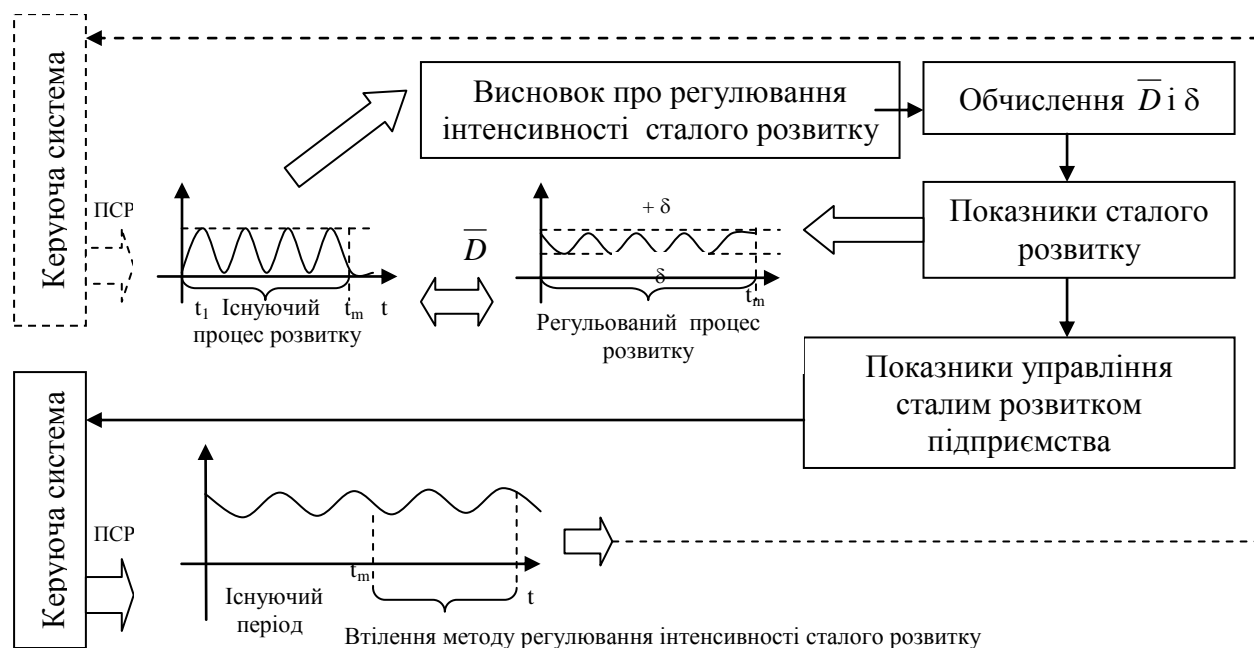 Керуюча система
Висновок про регулювання
інтенсивності сталого розвитку
Обчислення D̅ і δ
ПСР
D̅
+ δ
δ
Показники сталого
розвитку
t₁ Існуючий tₘ t
процес розвитку
tₘ
Регульований процес
розвитку
Показники управління
сталим розвитком
підприємства
Керуюча система
ПСР
tₘ
t
Існуючий
період
Втілення методу регулювання інтенсивності сталого розвитку